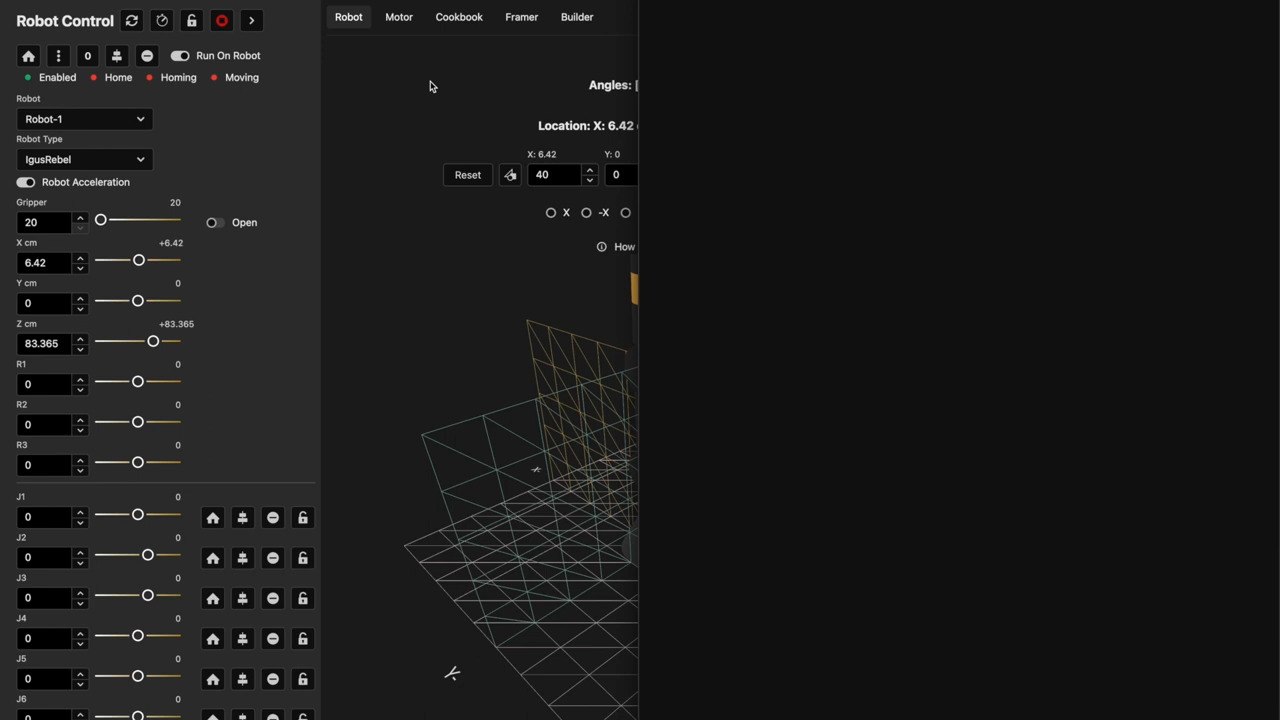 Robot Control
Robot Motor Cookbook Framer Builder
0 Run On Robot
Enabled Home Homing Moving
Robot
Robot-1
Robot Type
IgusRebel
Robot Acceleration
Gripper 20
20 Open
X cm +6.42
6.42
Y cm 0
0
Z cm +83.365
83.365
R1 0
0
R2 0
0
R3 0
0
J1 0
0
J2 0
0
J3 0
0
J4 0
0
J5 0
0
J6 0
0
Angles: [
Location: X: 6.42
X: 6.42 Y: 0
Reset 40 0
X -X
How